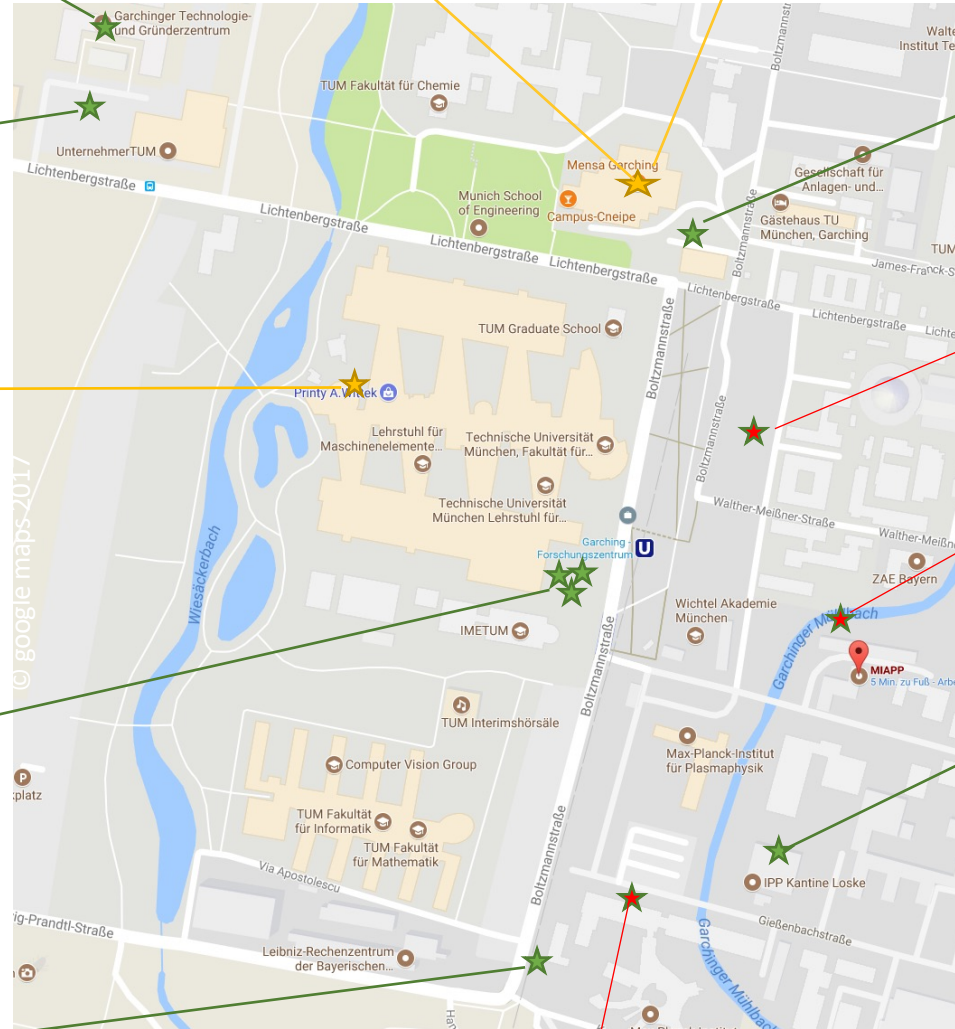 Garchinger Technologie-
und Gründerzentrum
Boltzmannstraße
Walte
Institut Te
TUM Fakultät für Chemie
UnternehmerTUM
Mensa Garching
Gesellschaft für
Anlagen- und...
Lichtenbergstraße
Munich School
of Engineering
Campus-Cneipe
Gästehaus TU
München, Garching
Boltzmannstraße
Lichtenbergstraße
Lichtenbergstraße
Lichtenbergstraße
TUM
James-Franck-S
Lichtenbergstraße
Lichtenbergstraße
Lichte
TUM Graduate School
Boltzmannstraße
Printy A.Wittek
Lehrstuhl für
Maschinenelemente...
Technische Universität
München, Fakultät für...
Boltzmannstraße
Technische Universität
München Lehrstuhl für...
Walther-Meißner-Straße
Walther-Meißn
© google maps 2017
Garching -
Forschungszentrum
U
ZAE Bayern
Wiesäckerbach
Wichtel Akademie
München
Garchinger Mühlbach
IMETUM
MIAPP
5 Min. zu Fuß - Arbe
Boltzmannstraße
TUM Interimshörsäle
Max-Planck-Institut
für Plasmaphysik
Computer Vision Group
P
kplatz
TUM Fakultät
für Informatik
TUM Fakultät
für Mathematik
Boltzmannstraße
Via Apostolescu
IPP Kantine Loske
Gießenbachstraße
ig-Prandtl-Straße
Leibniz-Rechenzentrum
der Bayerischen...
Garchinger Mühlbach